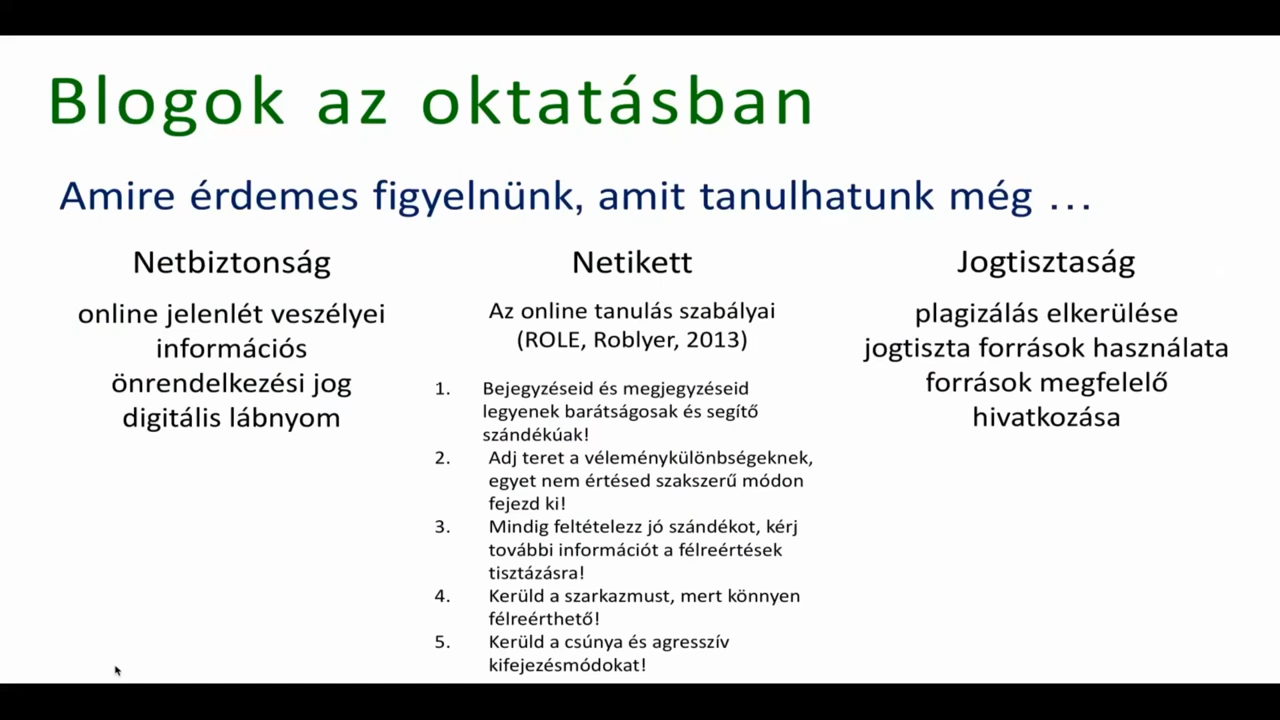 Blogok az oktatásban
Amire érdemes figyelnünk, amit tanulhatunk még ...
Netbiztonság
online jelenlét veszélyei
információs
önrendelkezési jog
digitális lábnyom
Netikett
Az online tanulás szabályai
(ROLE, Roblyer, 2013)
1. Bejegyzéseid és megjegyzéseid
legyenek barátságosak és segítő
szándékúak!
2. Adj teret a véleménykülönbségeknek,
egyet nem értésed szakszerű módon
fejezd ki!
3. Mindig feltételezz jó szándékot, kérj
további információt a félreértések
tisztázásra!
4. Kerüld a szarkazmust, mert könnyen
félreérthető!
5. Kerüld a csúnya és agresszív
kifejezésmódokat!
Jogtisztaság
plagizálás elkerülése
jogtiszta források használata
források megfelelő
hivatkozása